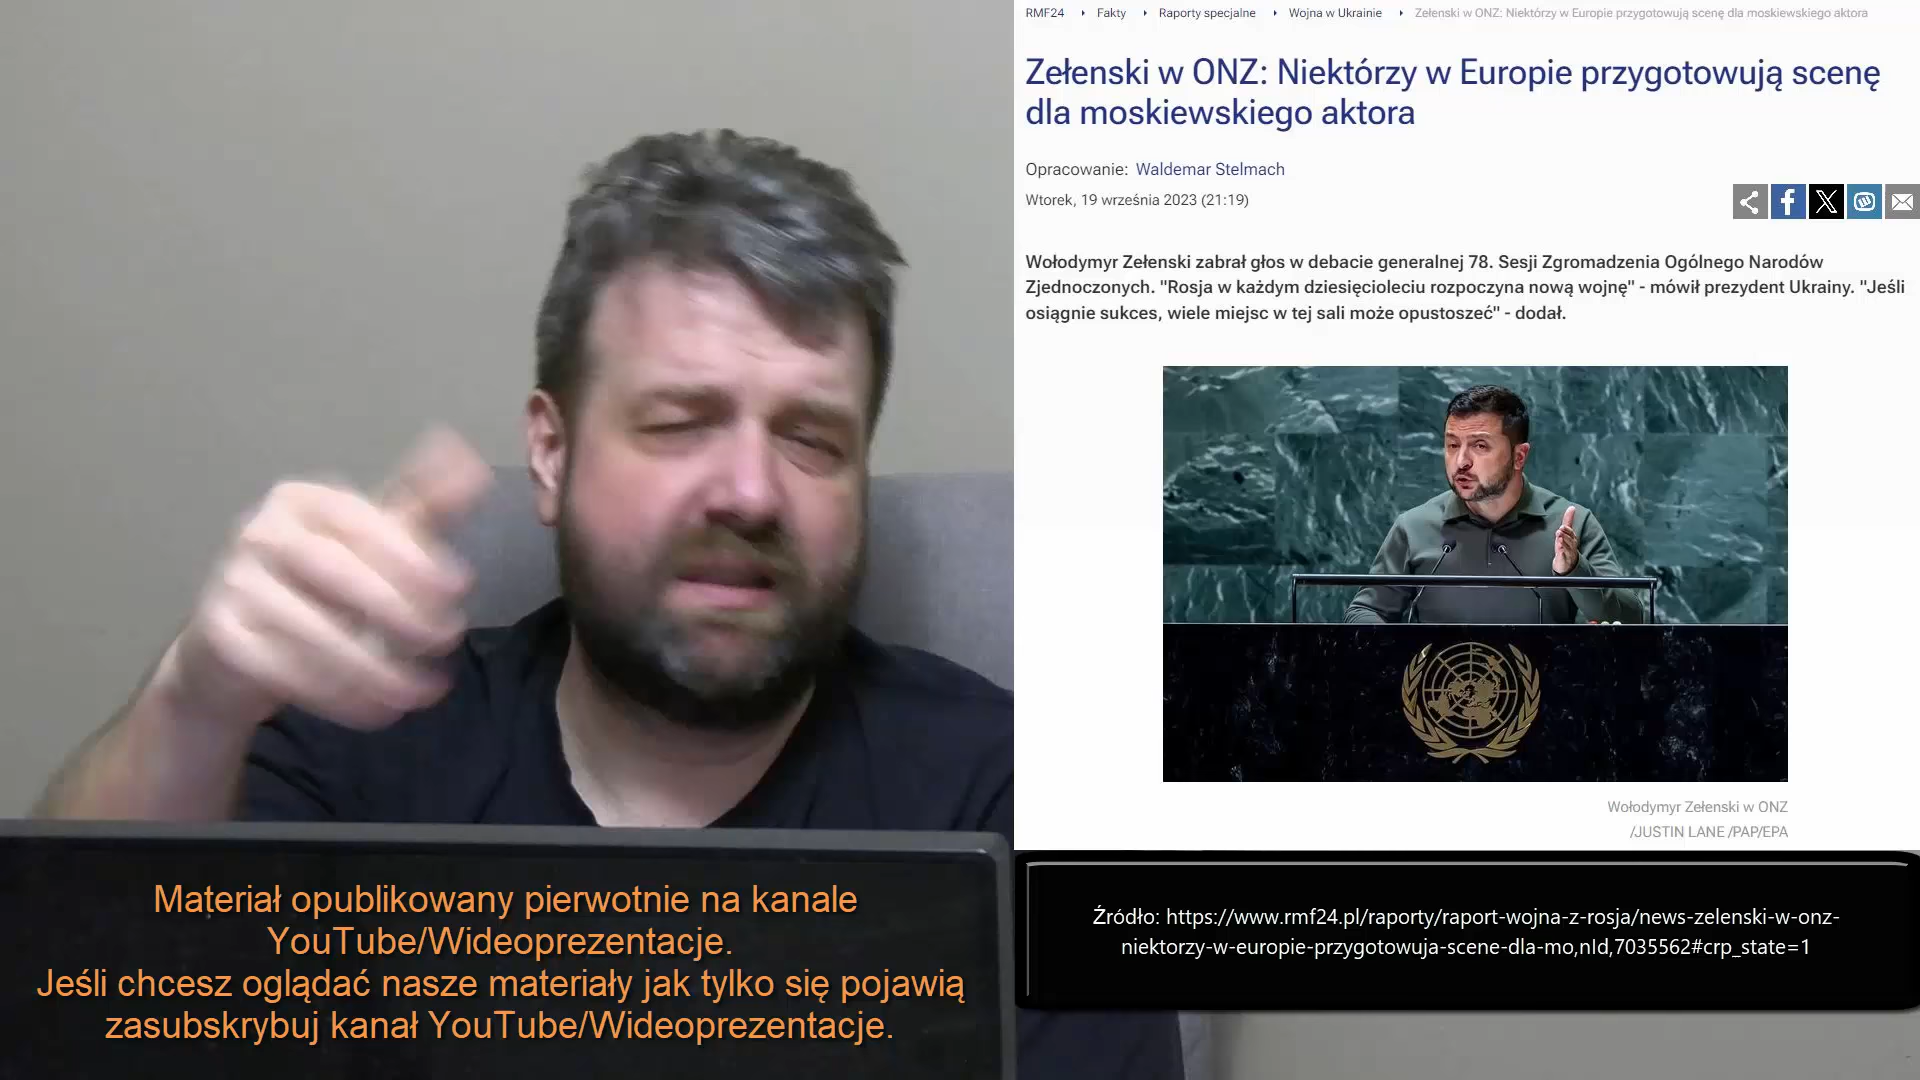 RMF24 Fakty Raporty specjalne Wojna w Ukrainie Zełenski w ONZ: Niektórzy w Europie przygotowują scenę dla moskiewskiego aktora
Zełenski w ONZ: Niektórzy w Europie przygotowują scenę
dla moskiewskiego aktora
Opracowanie: Waldemar Stelmach
Wtorek, 19 września 2023 (21:19)
Wołodymyr Zełenski zabrał głos w debacie generalnej 78. Sesji Zgromadzenia Ogólnego Narodów
Zjednoczonych. "Rosja w każdym dziesięcioleciu rozpoczyna nową wojnę" - mówił prezydent Ukrainy. "Jeśli
osiągnie sukces, wiele miejsc w tej sali może opustoszeć" - dodał.
Wołodymyr Zełenski w ONZ
/JUSTIN LANE /PAP/EPA
Materiał opublikowany pierwotnie na kanale
YouTube/Wideoprezentacje.
Jeśli chcesz oglądać nasze materiały jak tylko się pojawią
zasubskrybuj kanał YouTube/Wideoprezentacje.
Źródło: https://www.rmf24.pl/raporty/raport-wojna-z-rosja/news-zelenski-w-onz-
niektorzy-w-europie-przygotowuja-scene-dla-mo,nId,7035562#crp_state=1